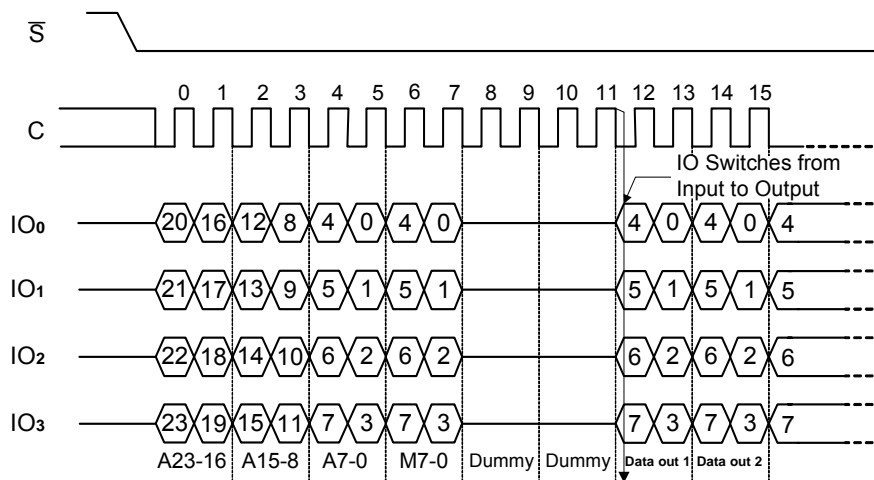 S
0 1 2 3 4 5 6 7 8 9 10 11 12 13 14 15
C
IO Switches from
Input to Output
IO0 20 16 12 8 4 0 4 0 4 0 4 0 4
IO1 21 17 13 9 5 1 5 1 5 1 5 1 5
IO2 22 18 14 10 6 2 6 2 6 2 6 2 6
IO3 23 19 15 11 7 3 7 3 7 3 7 3 7
A23-16 A15-8 A7-0 M7-0 Dummy Dummy Data out 1 Data out 2